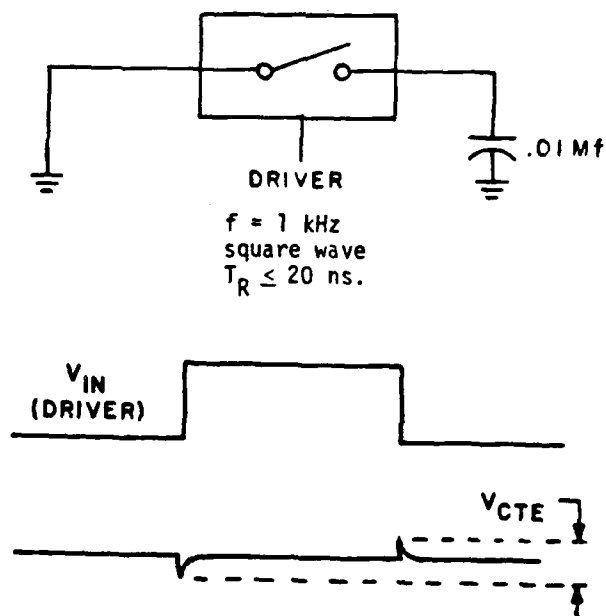 .01Mf
DRIVER
f = 1 kHz
square wave
T_R ≤ 20 ns.
V_IN
(DRIVER)
V_CTE